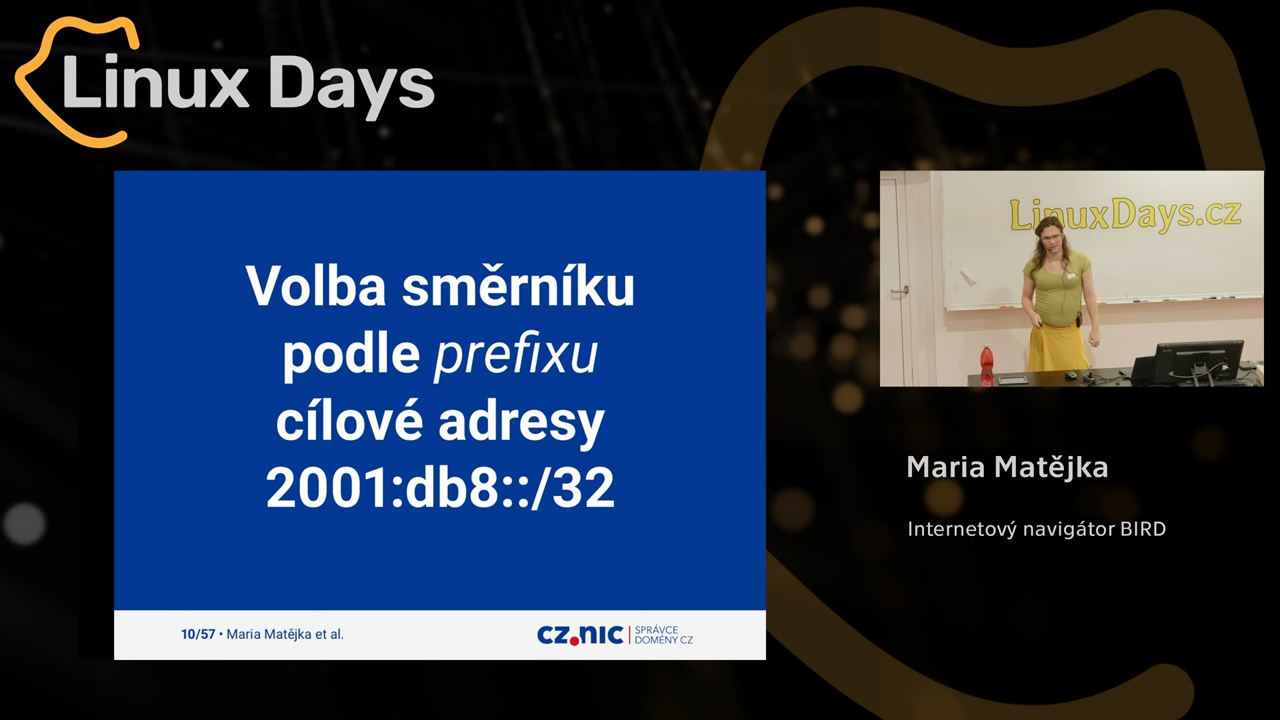 Linux Days
Volba směrníku
podle prefixu
cílové adresy
2001:db8::/32
10/57 • Maria Matějka et al.
CZ.NIC
SPRÁVCE
DOMÉNY CZ
LinuxDays.cz
Maria Matějka
Internetový navigátor BIRD